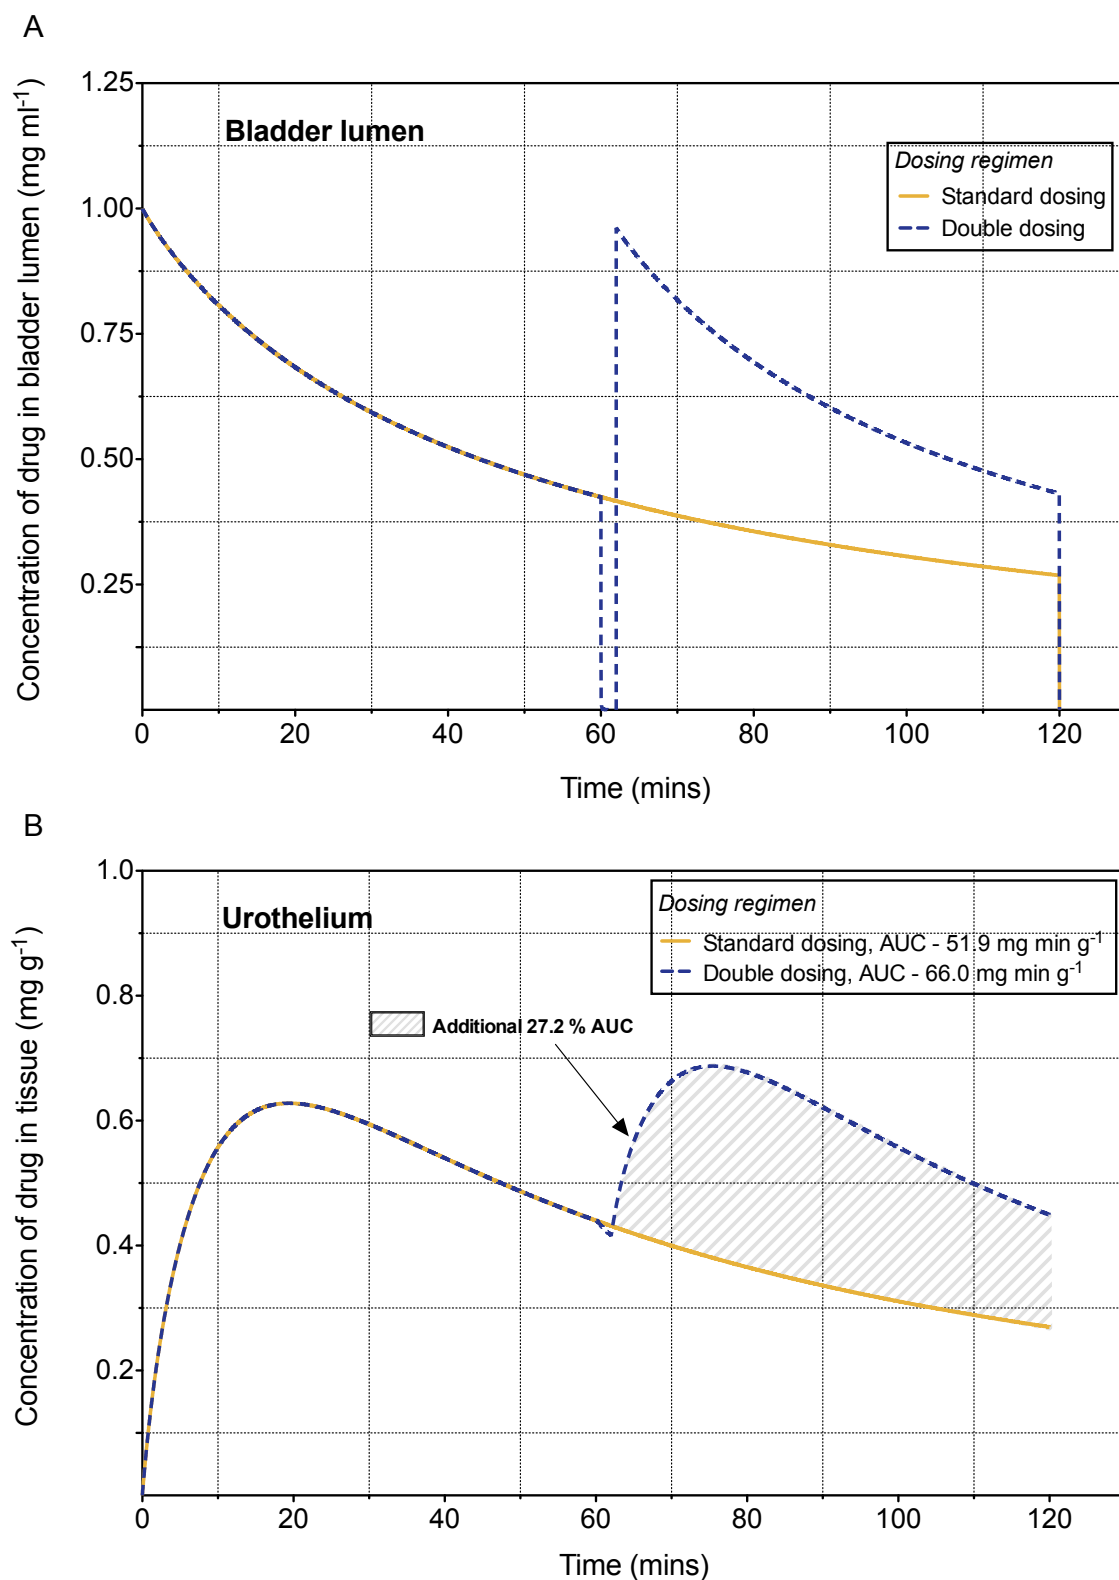 A
Concentration of drug in bladder lumen (mg ml⁻¹)
1.25
1.00
0.75
0.50
0.25
Bladder lumen
Dosing regimen
Standard dosing
Double dosing
0 20 40 60 80 100 120
Time (mins)
B
Concentration of drug in tissue (mg g⁻¹)
1.0
0.8
0.6
0.4
0.2
Urothelium
Dosing regimen
Standard dosing, AUC - 51.9 mg min g⁻¹
Double dosing, AUC - 66.0 mg min g⁻¹
Additional 27.2 % AUC
0 20 40 60 80 100 120
Time (mins)